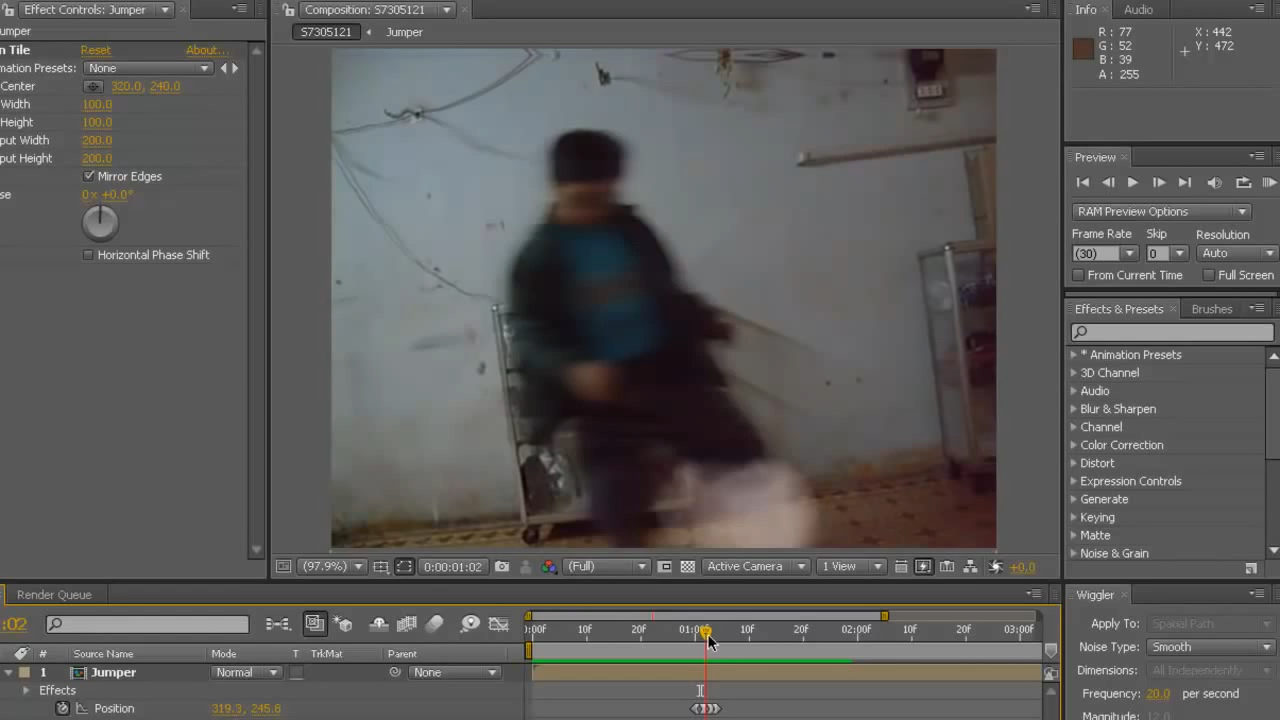 Effect Controls: Jumper
Composition: S7305121
Info
Audio
umper
S7305121
Jumper
R : 77
G : 52
B : 39
A : 255
X : 442
Y : 472
n Tile
Reset
About...
mation Presets:
None
Center
320.0, 240.0
Width
100.0
Height
100.0
put Width
200.0
put Height
200.0
Mirror Edges
se
0x +0.0°
Horizontal Phase Shift
Preview
RAM Preview Options
Frame Rate
Skip
Resolution
(30)
0
Auto
From Current Time
Full Screen
Effects & Presets
Brushes
* Animation Presets
3D Channel
Audio
Blur & Sharpen
Channel
Color Correction
Distort
Expression Controls
Generate
Keying
Matte
Noise & Grain
(97.9%)
0:00:01:02
(Full)
Active Camera
1 View
+0.0
Render Queue
:02
):00F
10F
20F
01:00F
10F
20F
02:00F
10F
20F
03:00F
#
Source Name
Mode
T
TrkMat
Parent
1
Jumper
Normal
None
Effects
Position
319.3, 245.6
Wiggler
Apply To:
Spatial Path
Noise Type:
Smooth
Dimensions:
All Independently
Frequency:
20.0
per second
Magnitude:
12.0